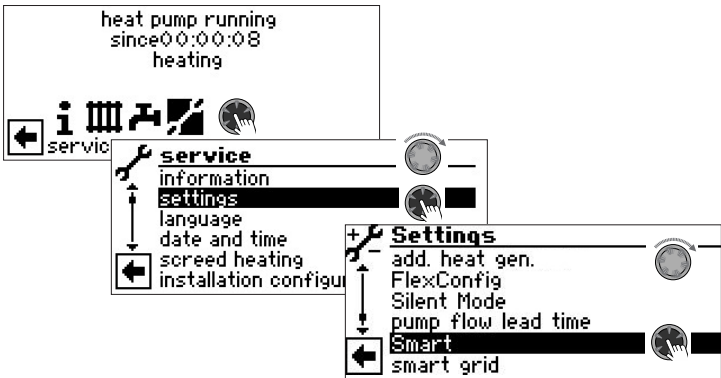 heat pump running
since00:00:08
heating
servic
service
information
settings
language
date and time
screed heating
installation configu
Settings
add. heat gen.
FlexConfig
Silent Mode
pump flow lead time
Smart
smart grid